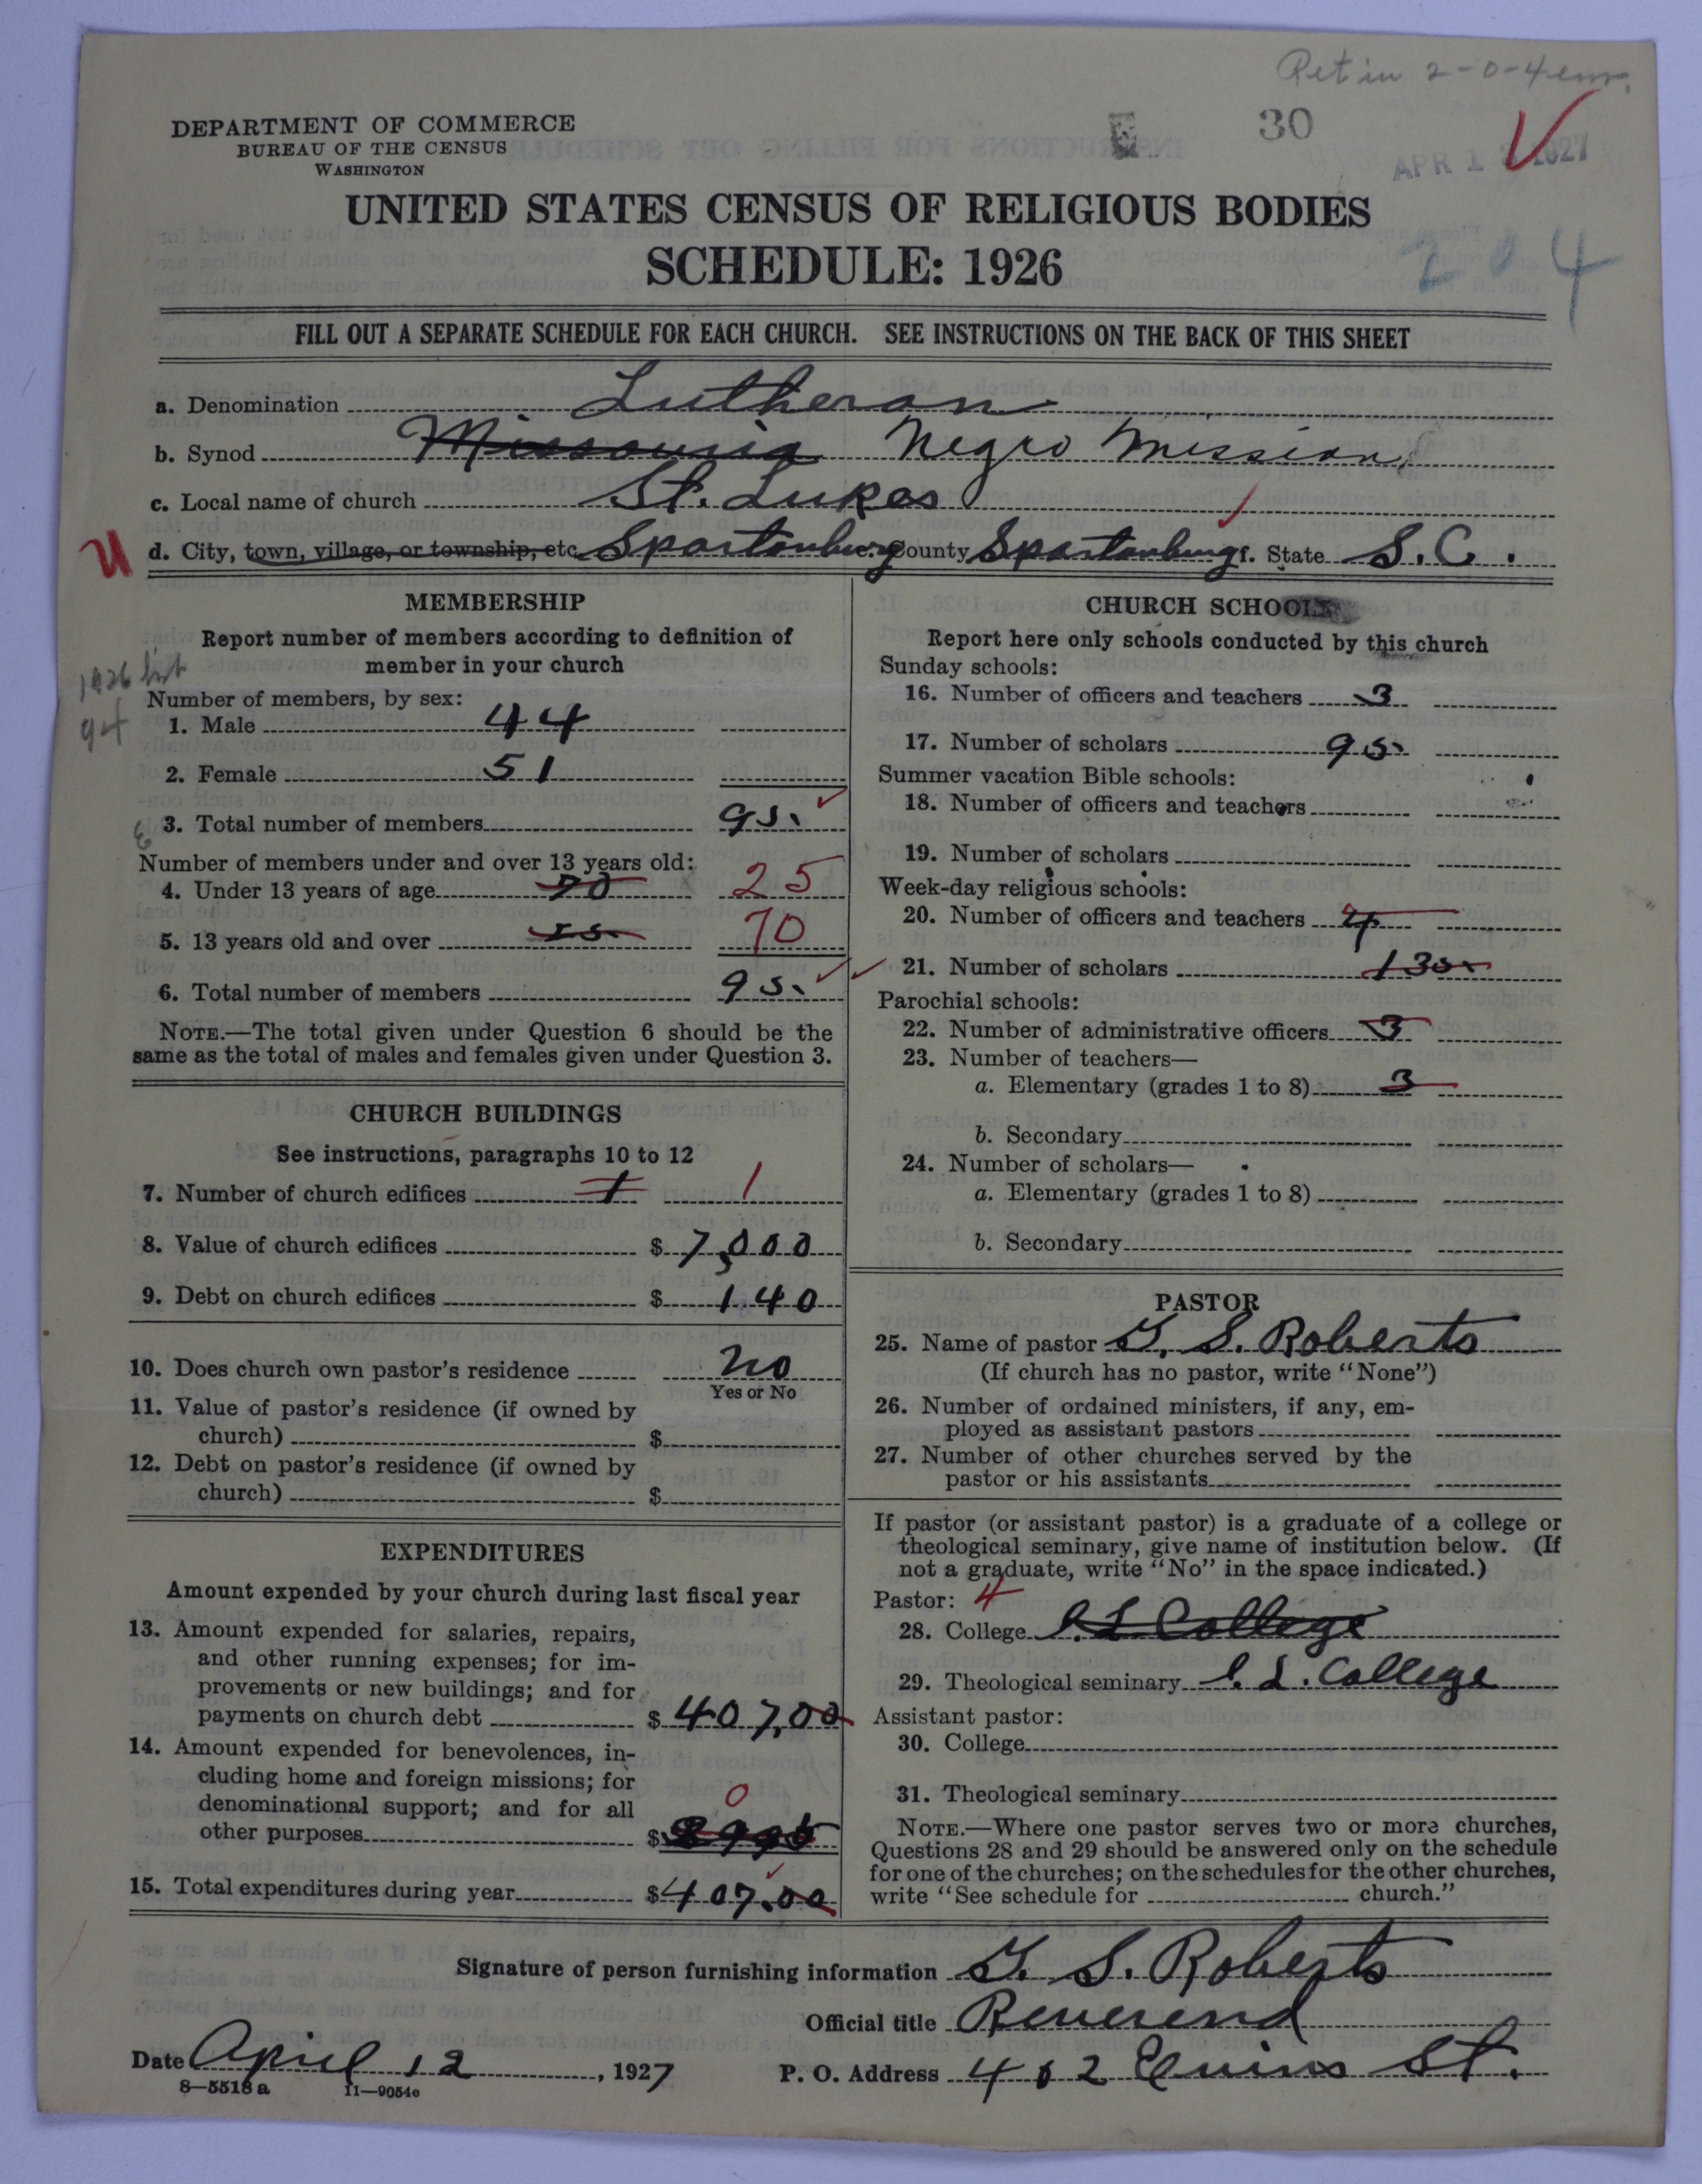 Ret in 2-0-4
30
APR 1 1927
204
DEPARTMENT OF COMMERCE
BUREAU OF THE CENSUS
WASHINGTON
UNITED STATES CENSUS OF RELIGIOUS BODIES
SCHEDULE: 1926
FILL OUT A SEPARATE SCHEDULE FOR EACH CHURCH. SEE INSTRUCTIONS ON THE BACK OF THIS SHEET
a. Denomination Lutheran
b. Synod Missouri Negro Mission
c. Local name of church St. Lukes
U d. City, town, village, or township, etc. Spartanburg County Spartanburg f. State S.C.
MEMBERSHIP
Report number of members according to definition of
member in your church
1926 list
94
Number of members, by sex:
1. Male 44
2. Female 51
3. Total number of members 95
Number of members under and over 13 years old:
4. Under 13 years of age 70 25
5. 13 years old and over 25 70
6. Total number of members 95
NOTE.—The total given under Question 6 should be the
same as the total of males and females given under Question 3.
CHURCH BUILDINGS
See instructions, paragraphs 10 to 12
7. Number of church edifices 1 1
8. Value of church edifices $ 7,000
9. Debt on church edifices $ 140
10. Does church own pastor's residence No
Yes or No
11. Value of pastor's residence (if owned by
church) $
12. Debt on pastor's residence (if owned by
church) $
EXPENDITURES
Amount expended by your church during last fiscal year
13. Amount expended for salaries, repairs,
and other running expenses; for im-
provements or new buildings; and for
payments on church debt $ 407,00
14. Amount expended for benevolences, in-
cluding home and foreign missions; for
denominational support; and for all 0
other purposes $
15. Total expenditures during year $ 407.00
CHURCH SCHOOLS
Report here only schools conducted by this church
Sunday schools:
16. Number of officers and teachers 3
17. Number of scholars 95
Summer vacation Bible schools:
18. Number of officers and teachers
19. Number of scholars
Week-day religious schools:
20. Number of officers and teachers 4
21. Number of scholars 130
Parochial schools:
22. Number of administrative officers 3
23. Number of teachers—
a. Elementary (grades 1 to 8) 3
b. Secondary
24. Number of scholars—
a. Elementary (grades 1 to 8)
b. Secondary
PASTOR
25. Name of pastor G. S. Roberts
(If church has no pastor, write "None")
26. Number of ordained ministers, if any, em-
ployed as assistant pastors
27. Number of other churches served by the
pastor or his assistants
If pastor (or assistant pastor) is a graduate of a college or
theological seminary, give name of institution below. (If
not a graduate, write "No" in the space indicated.)
Pastor: 4
28. College I. L College
29. Theological seminary I. L. College
Assistant pastor:
30. College
31. Theological seminary
NOTE.—Where one pastor serves two or more churches,
Questions 28 and 29 should be answered only on the schedule
for one of the churches; on the schedules for the other churches,
write "See schedule for church."
Signature of person furnishing information G. S. Roberts
Official title Reverend
Date April 12, 1927 P. O. Address 402 St.
8—5518 a 11—9054e